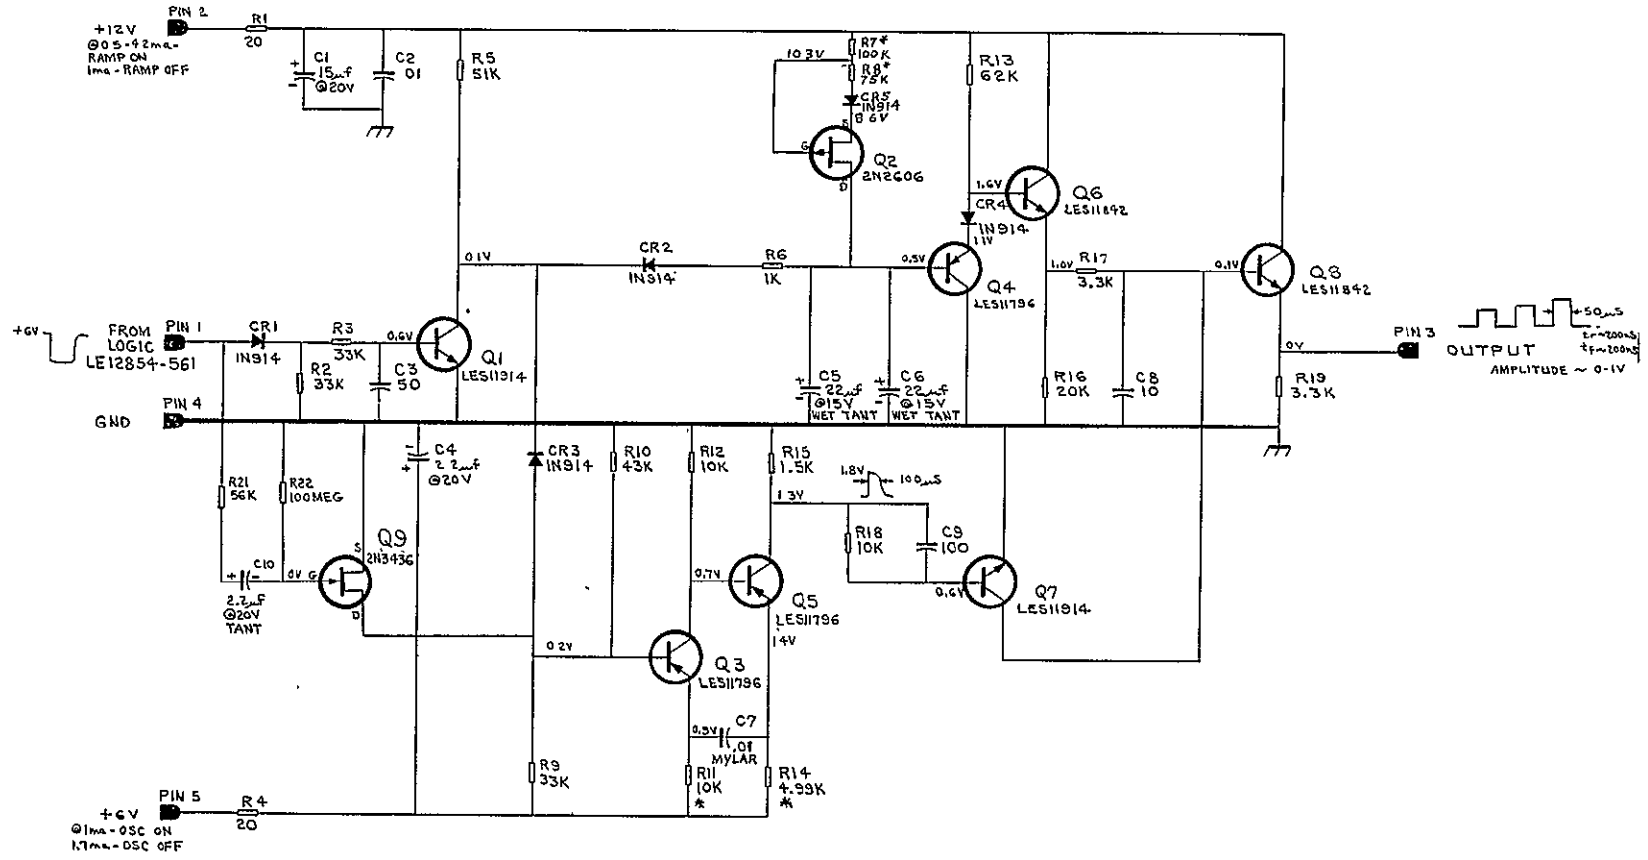 PIN 2
+12V
@0.5-42ma-
RAMP ON
1ma-RAMP OFF
R1
20
C1
15µf
@20V
C2
.01
R5
51K
10.3V
R7*
100K
R8*
75K
CR5
1N914
8.6V
S
G
D
Q2
2N2606
R13
62K
1.6V
Q6
LES11842
CR4
1N914
1.1V
0.5V
Q4
LES11796
1.0V
R17
3.3K
0.1V
Q8
LES11842
0.1V
CR2
1N914
R6
1K
+6V
FROM
LOGIC
LE12854-561
PIN 1
CR1
1N914
R3
33K
0.6V
Q1
LES11914
R2
33K
C3
50
C5
22µf
@15V
WET TANT
C6
22µf
@15V
WET TANT
R16
20K
C8
10
0V
R19
3.3K
PIN 3
50µS
tr~200ns
tf~200ns
OUTPUT
AMPLITUDE ~ 0-1V
PIN 4
GND
R21
56K
R22
100MEG
C10
2.2µf
@20V
TANT
0V G
S
D
Q9
2N3436
C4
2.2µf
@20V
CR3
1N914
R10
43K
R12
10K
R15
1.5K
1.3V
1.8V
100µS
R18
10K
C9
100
0.6V
Q7
LES11914
0.7V
Q5
LES11796
1.4V
0.2V
Q3
LES11796
0.9V
C7
.01
MYLAR
R9
33K
R11
10K
*
R14
4.99K
*
PIN 5
+6V
@1ma-OSC ON
1.7ma-OSC OFF
R4
20